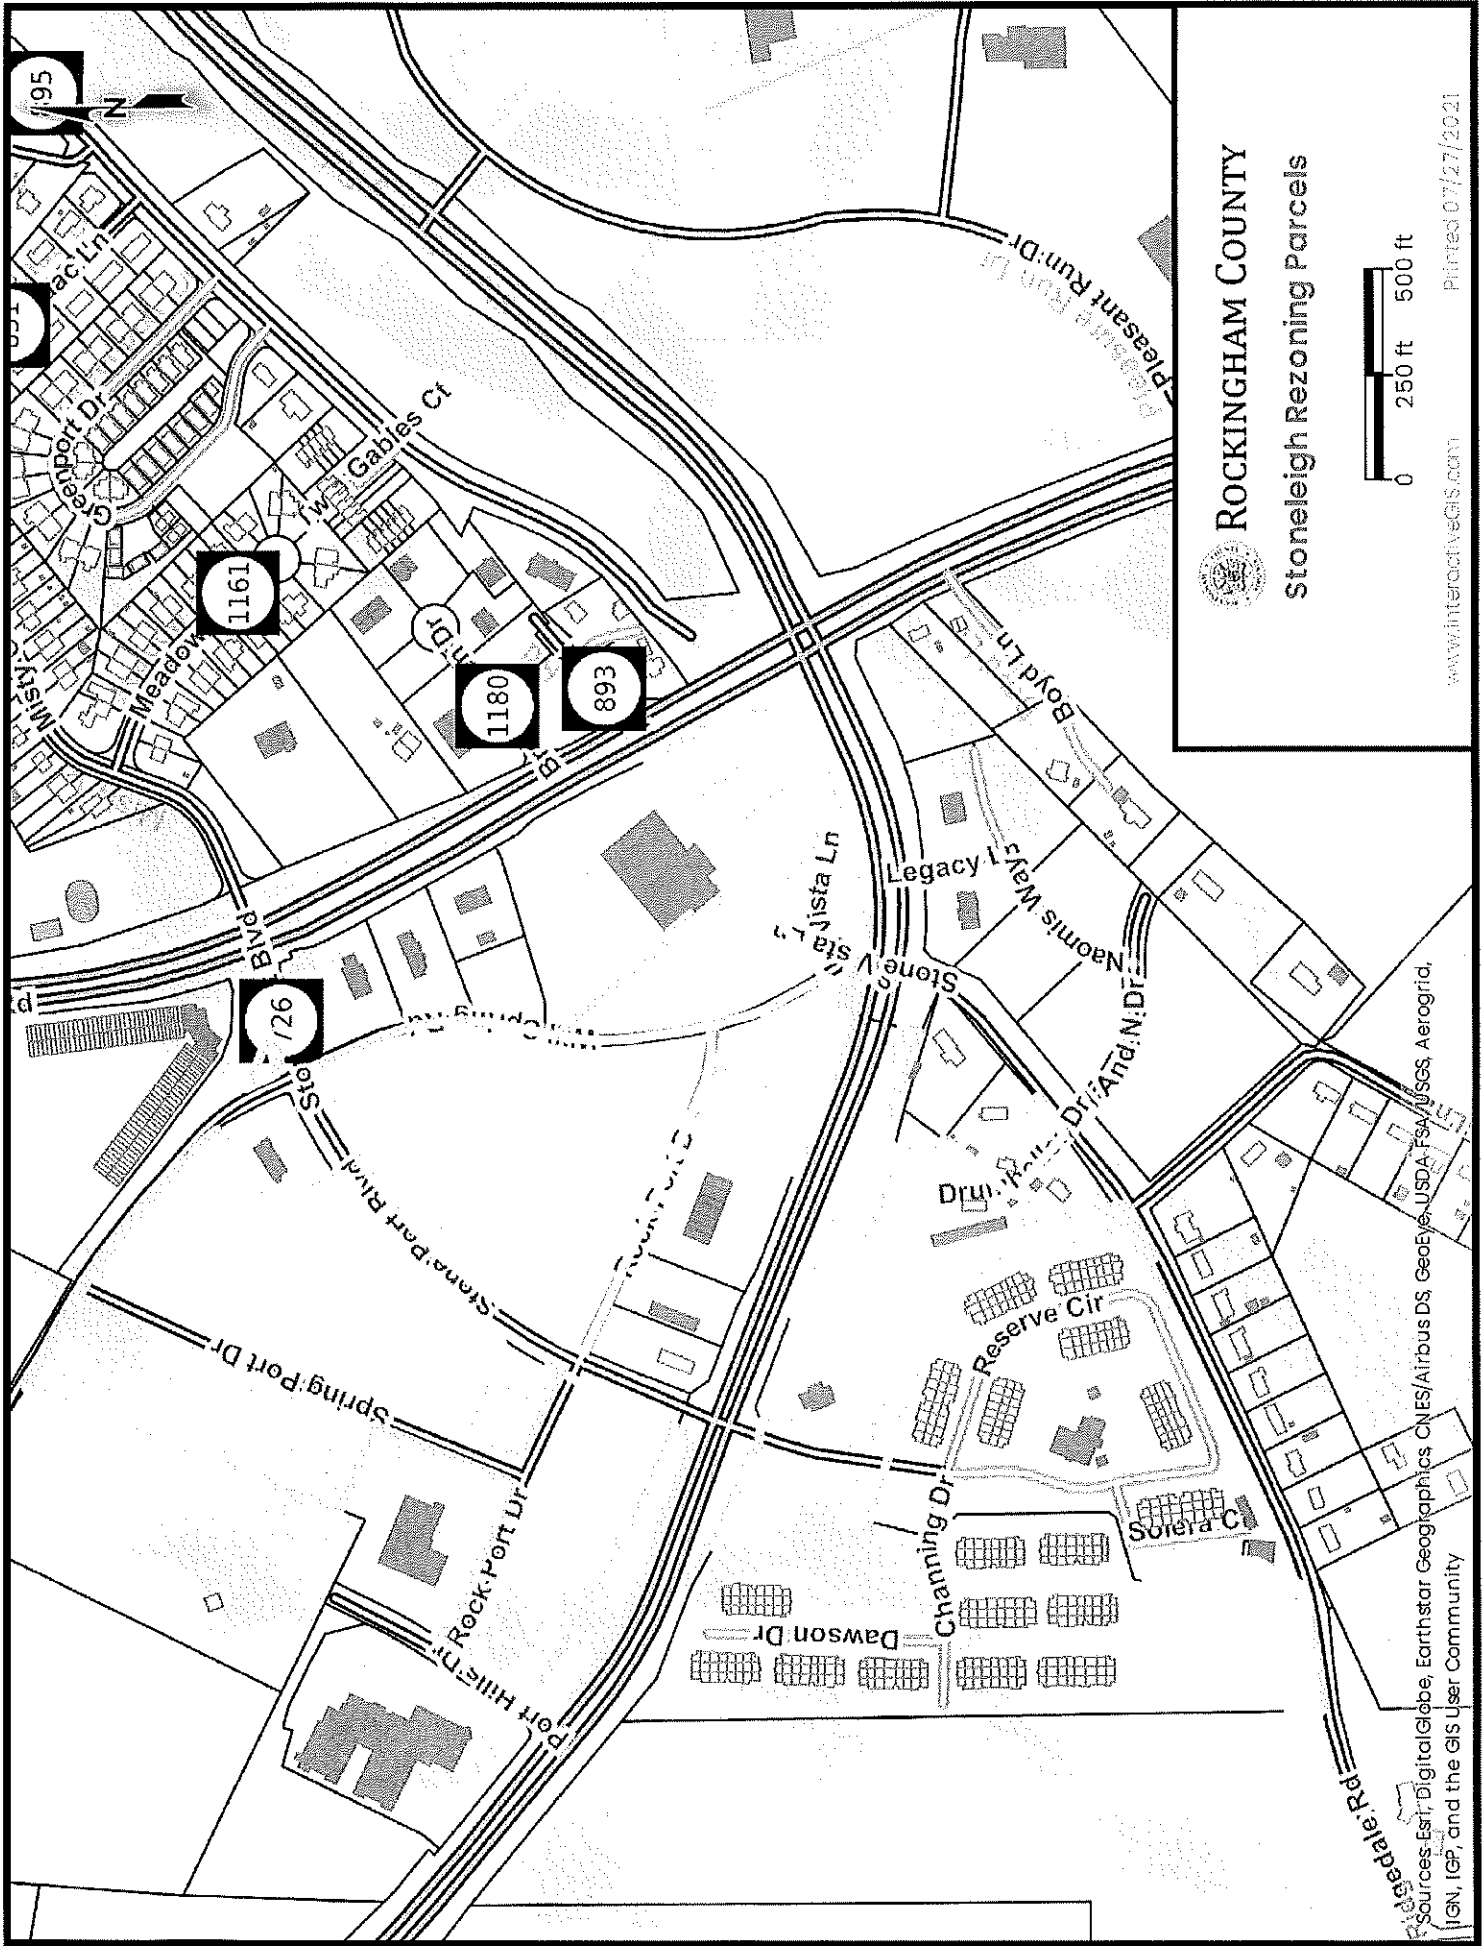 1161
1180
893
Greenport Dr
Misty
Meadow
Gables Ct
Blvd
Stone Port Blvd
Spring Port Dr
Rock Port Dr
Port Hills Dr
Vista Ln
Stone
Legacy
Naomis Way
Boyd Ln
And N Dr
Pleasant Run Dr
Reserve Cir
Channing Dr
Dawson Dr
Solera
Ridgedale Rd
N
ROCKINGHAM COUNTY
Stoneleigh Rezoning Parcels
0 250 ft 500 ft
www.interactiveGIS.com Printed 07/27/2021
Sources: Esri, DigitalGlobe, Earthstar Geographics, CNES/Airbus DS, GeoEye, USDA FSA, USGS, Aerogrid,
IGN, IGP, and the GIS User Community